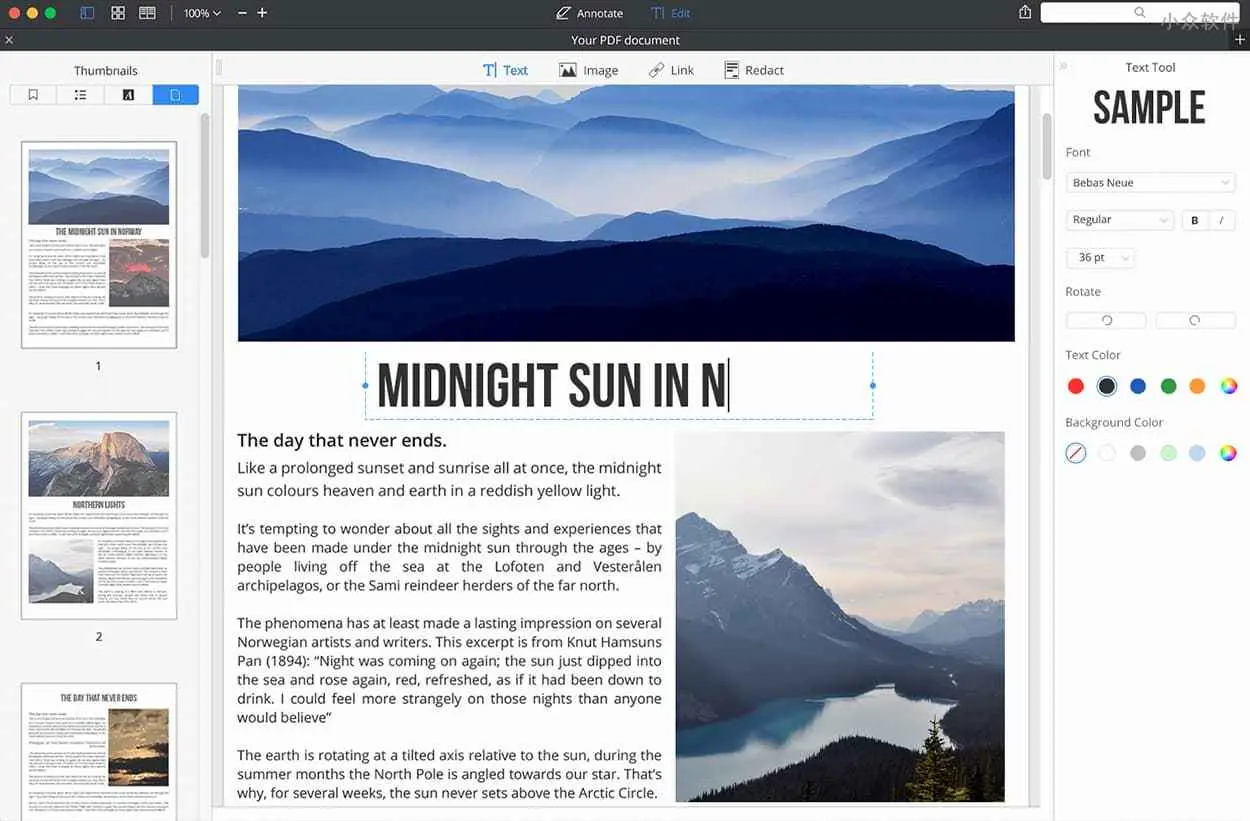 100%
Annotate
Edit
小众软件
Your PDF document
Thumbnails
Text
Image
Link
Redact
Text Tool
SAMPLE
Font
Bebas Neue
Regular
B
I
36 pt
Rotate
Text Color
Background Color
THE MIDNIGHT SUN IN NORWAY
1
NORTHERN LIGHTS
2
THE DAY THAT NEVER ENDS
MIDNIGHT SUN IN N
The day that never ends.
Like a prolonged sunset and sunrise all at once, the midnight
sun colours heaven and earth in a reddish yellow light.
It's tempting to wonder about all the sights and experiences that
have been made under the midnight sun through the ages – by
people living off the sea at the Lofoten and Vesterålen
archipelagos, or the Sami reindeer herders of the far north.
The phenomena has at least made a lasting impression on several
Norwegian artists and writers. This excerpt is from Knut Hamsuns
Pan (1894): “Night was coming on again; the sun just dipped into
the sea and rose again, red, refreshed, as if it had been down to
drink. I could feel more strangely on those nights than anyone
would believe”
The earth is rotating at a tilted axis relative to the sun, during the
summer months the North Pole is angled towards our star. That's
why, for several weeks, the sun never sets above the Arctic Circle.